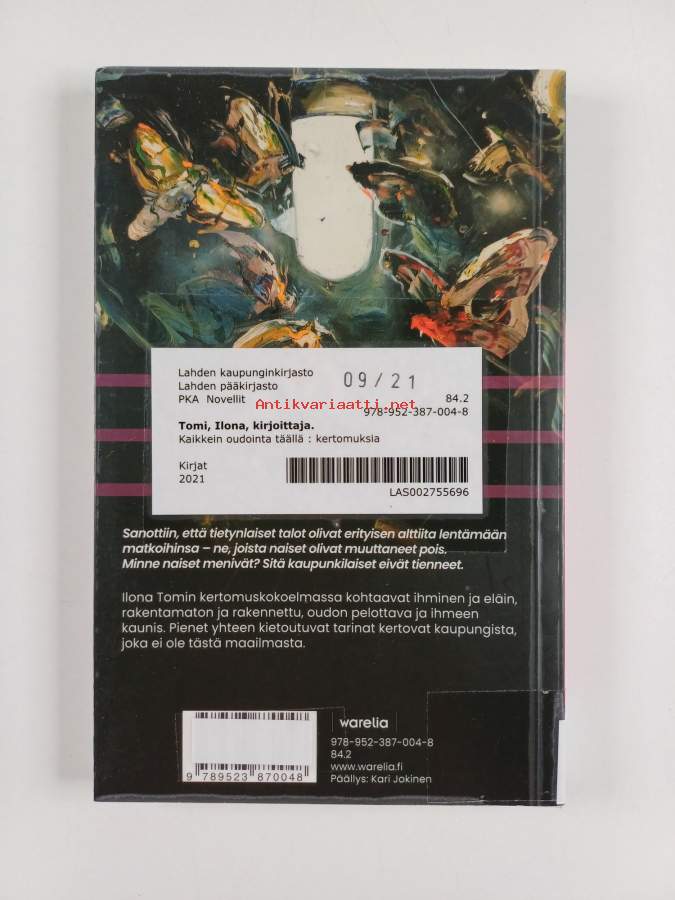 Lahden kaupunginkirjasto
Lahden pääkirjasto
09/21
PKA Novellit
84.2
Antikvariaatti.net
978-952-387-004-8
Tomi, Ilona, kirjoittaja.
Kaikkein oudointa täällä : kertomuksia
Kirjat
2021
LAS002755696
Sanottiin, että tietynlaiset talot olivat erityisen alttiita lentämään
matkoihinsa – ne, joista naiset olivat muuttaneet pois.
Minne naiset menivät? Sitä kaupunkilaiset eivät tienneet.
Ilona Tomin kertomuskokoelmassa kohtaavat ihminen ja eläin,
rakentamaton ja rakennettu, oudon pelottava ja ihmeen
kaunis. Pienet yhteen kietoutuvat tarinat kertovat kaupungista,
joka ei ole tästä maailmasta.
warelia
978-952-387-004-8
84.2
www.warelia.fi
Päällys: Kari Jokinen
9 789523 870048